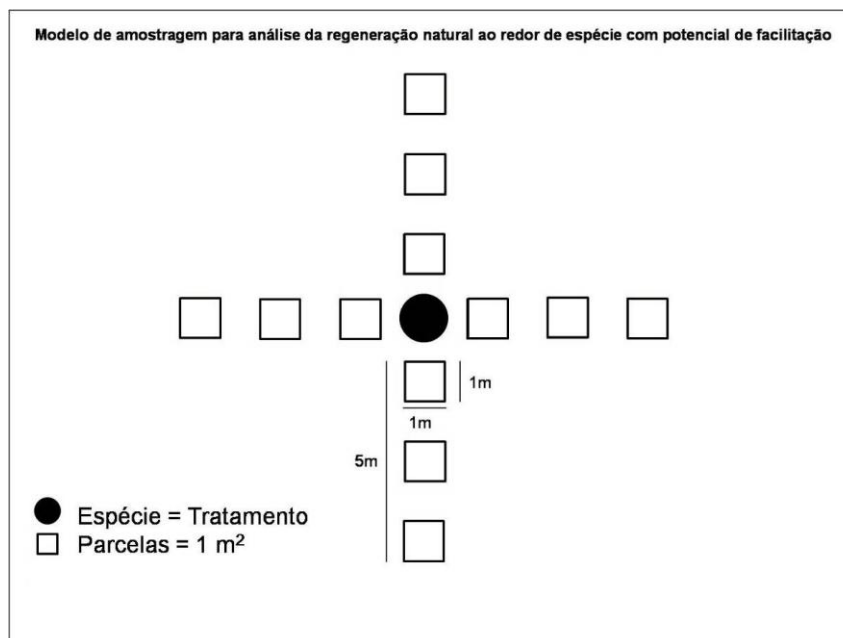 Modelo de amostragem para análise da regeneração natural ao redor de espécie com potencial de facilitação
1m
1m
5m
Espécie = Tratamento
Parcelas = 1 m²